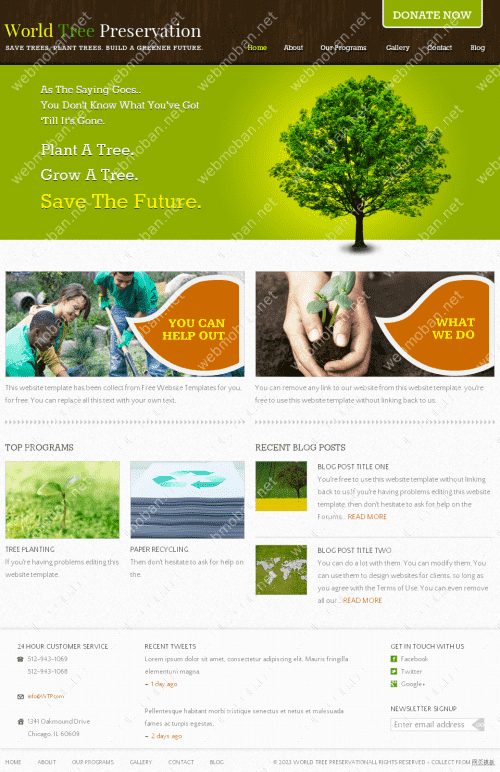 DONATE NOW
World Tree Preservation
SAVE TREES. PLANT TREES. BUILD A GREENER FUTURE.
Home About Our Programs Gallery Contact Blog
As The Saying Goes..
You Don't Know What You've Got
'Till It's Gone.
Plant A Tree.
Grow A Tree.
Save The Future.
YOU CAN
HELP OUT
WHAT
WE DO
This website template has been collect from Free Website Templates for you,
for free. You can replace all this text with your own text.
You can remove any link to our website from this website template, you're
free to use this website template without linking back to us.
TOP PROGRAMS
TREE PLANTING
If you're having problems editing this
website template.
PAPER RECYCLING
Then don't hesitate to ask for help on
the.
RECENT BLOG POSTS
BLOG POST TITLE ONE
You're free to use this website template without linking
back to us.If you're having problems editing this website
template, then don't hesitate to ask for help on the
Forums... READ MORE
BLOG POST TITLE TWO
You can do a lot with them. You can modify them. You
can use them to design websites for clients, so long as
you agree with the Terms of Use. You can even remove
all our... READ MORE
24 HOUR CUSTOMER SERVICE
512-943-1069
512-943-1068
info@WTP.com
1391 Oakmound Drive
Chicago, IL 60609
RECENT TWEETS
Lorem ipsum dolor sit amet, consectetur adipiscing elit. Mauris fringilla
elementum magna
~ 1 day ago
Pellentesque habitant morbi tristique senectus et netus et malesuada
fames ac turpis egestas.
~ 2 days ago
GET IN TOUCH WITH US
Facebook
Twitter
Google+
NEWSLETTER SIGNUP
Enter email address
HOME ABOUT OUR PROGRAMS GALLERY CONTACT BLOG
© 2023 WORLD TREE PRESERVATION ALL RIGHTS RESERVED - COLLECT FROM 网页模板
webmoban.net